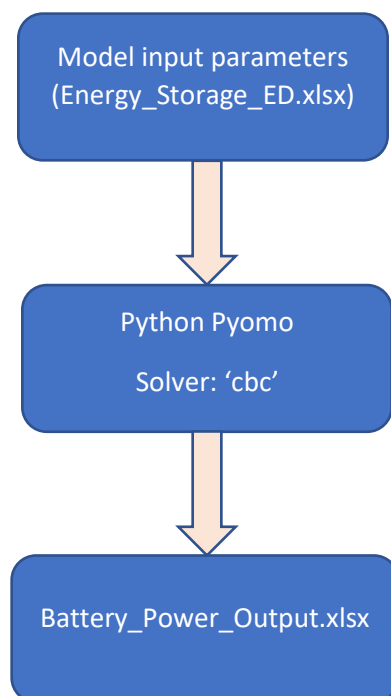 Model input parameters
(Energy_Storage_ED.xlsx)
Python Pyomo
Solver: ‘cbc’
Battery_Power_Output.xlsx